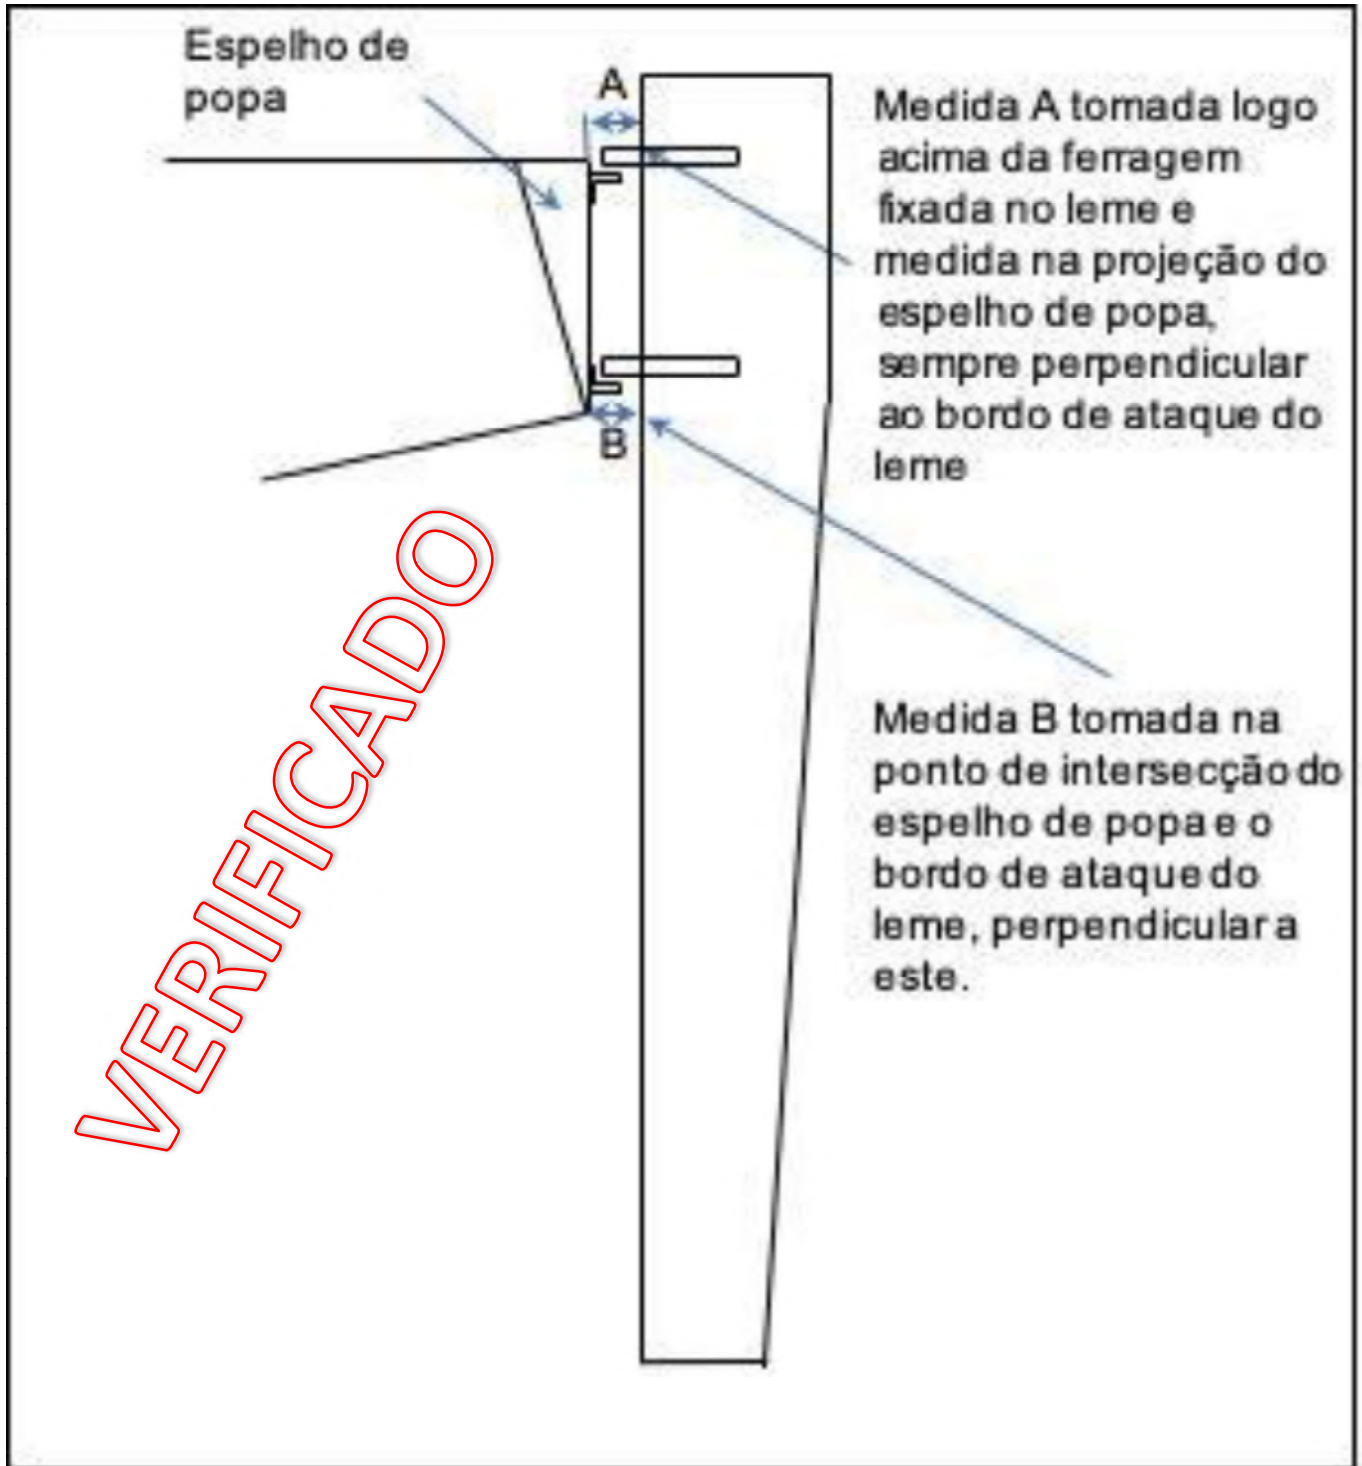 Espelho de
popa
A
Medida A tomada logo
acima da ferragem
fixada no leme e
medida na projeção do
espelho de popa,
sempre perpendicular
ao bordo de ataque do
leme
B
VERIFICADO
Medida B tomada na
ponto de intersecção do
espelho de popa e o
bordo de ataque do
leme, perpendicular a
este.